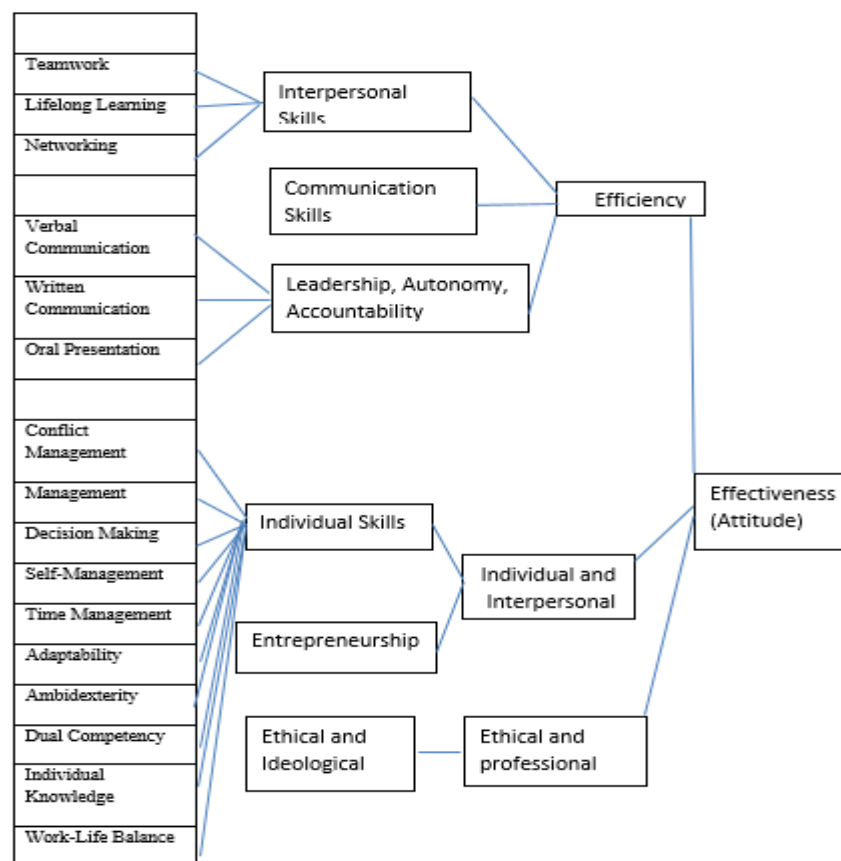 Teamwork
Lifelong Learning
Networking
Verbal
Communication
Written
Communication
Oral Presentation
Conflict
Management
Management
Decision Making
Self-Management
Time Management
Adaptability
Ambidexterity
Dual Competency
Individual
Knowledge
Work-Life Balance
Interpersonal
Skills
Communication
Skills
Leadership, Autonomy,
Accountability
Individual Skills
Entrepreneurship
Ethical and
Ideological
Efficiency
Individual and
Interpersonal
Ethical and
professional
Effectiveness
(Attitude)